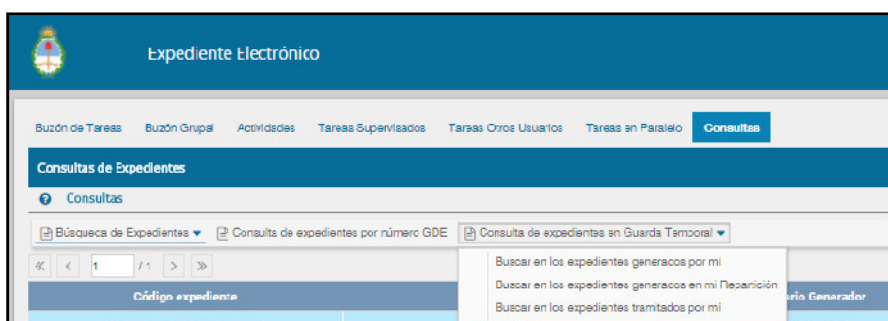 Expediente Electrónico
Buzón de Tareas Buzón Grupal Actividades Tareas Supervisados Tareas Otros Usuarios Tareas en Paralelo Consultas
Consultas de Expedientes
Consultas
Búsqueda de Expedientes Consulta de expedientes por número GDE Consulta de expedientes en Guarda Temporal
1 / 1
Buscar en los expedientes generados por mi
Buscar en los expedientes generados en mi Repartición
Código expediente ario Generador
Buscar en los expedientes tramitados por mi